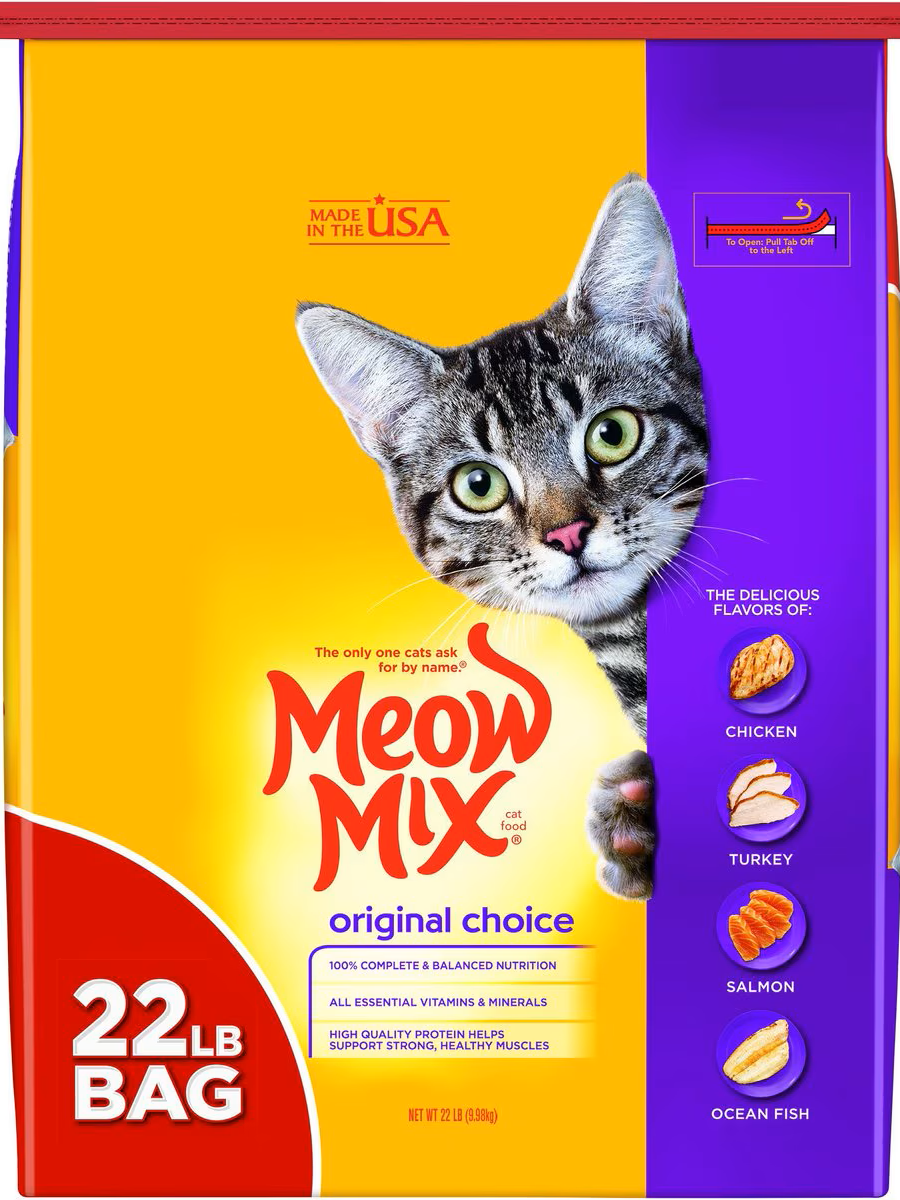 MADE
IN THE USA
To Open: Pull Tab Off
to the Left
The only one cats ask
for by name.®
Meow
Mix
cat
food
®
original choice
100% COMPLETE & BALANCED NUTRITION
ALL ESSENTIAL VITAMINS & MINERALS
HIGH QUALITY PROTEIN HELPS
SUPPORT STRONG, HEALTHY MUSCLES
22LB
BAG
NET WT 22 LB (9.98kg)
THE DELICIOUS
FLAVORS OF:
CHICKEN
TURKEY
SALMON
OCEAN FISH